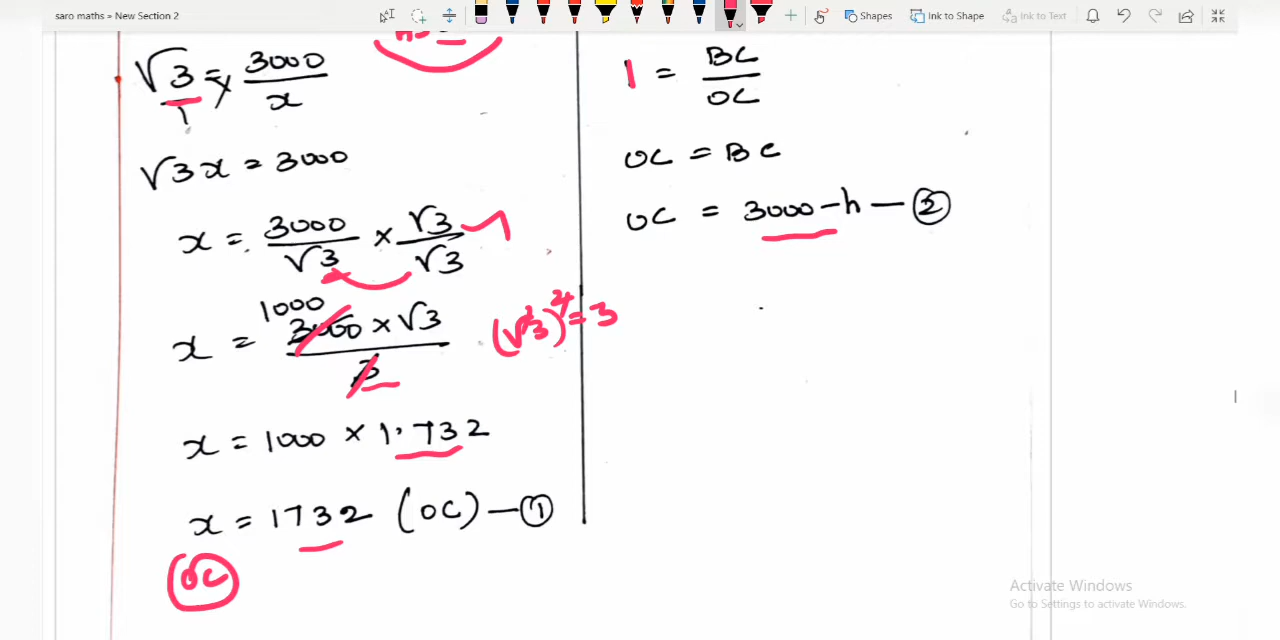 saro maths » New Section 2
Shapes
Ink to Shape
Ink to Text
√3/1 = 3000/x
√3x = 3000
x = 3000/√3 × √3/√3
1000
x = 3000 × √3 / 3
(√3)² = 3
x = 1000 × 1.732
x = 1732 (OC) — ①
OC
1 = BC/OC
OC = BC
OC = 3000 - h — ②
Activate Windows
Go to Settings to activate Windows.